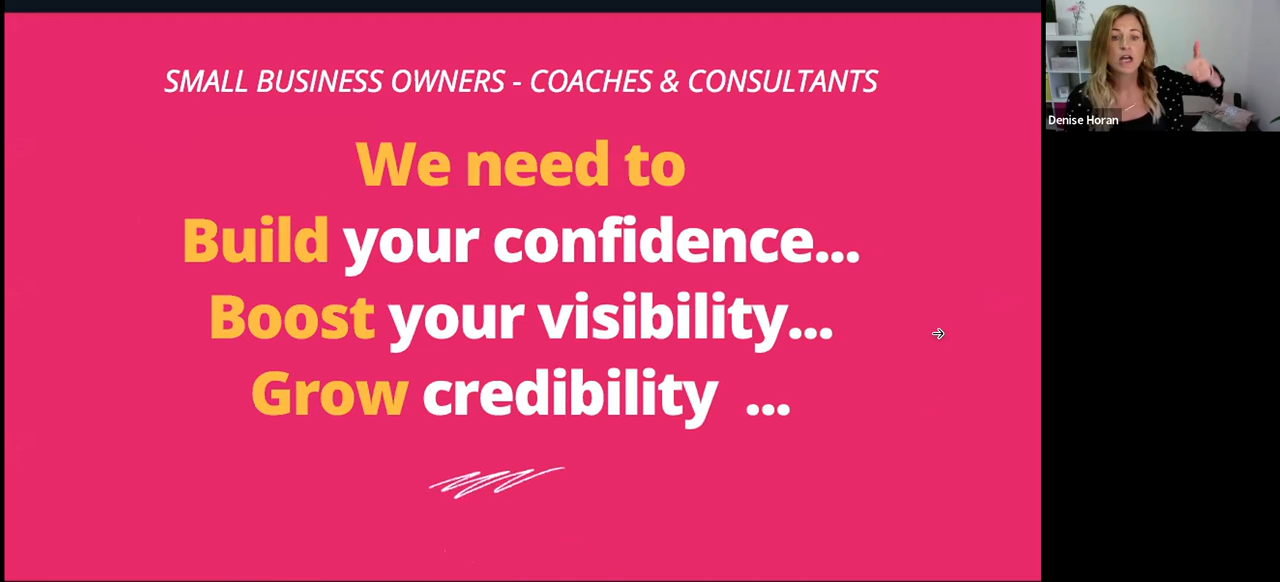 SMALL BUSINESS OWNERS - COACHES & CONSULTANTS
We need to
Build your confidence...
Boost your visibility...
Grow credibility ...
Denise Horan